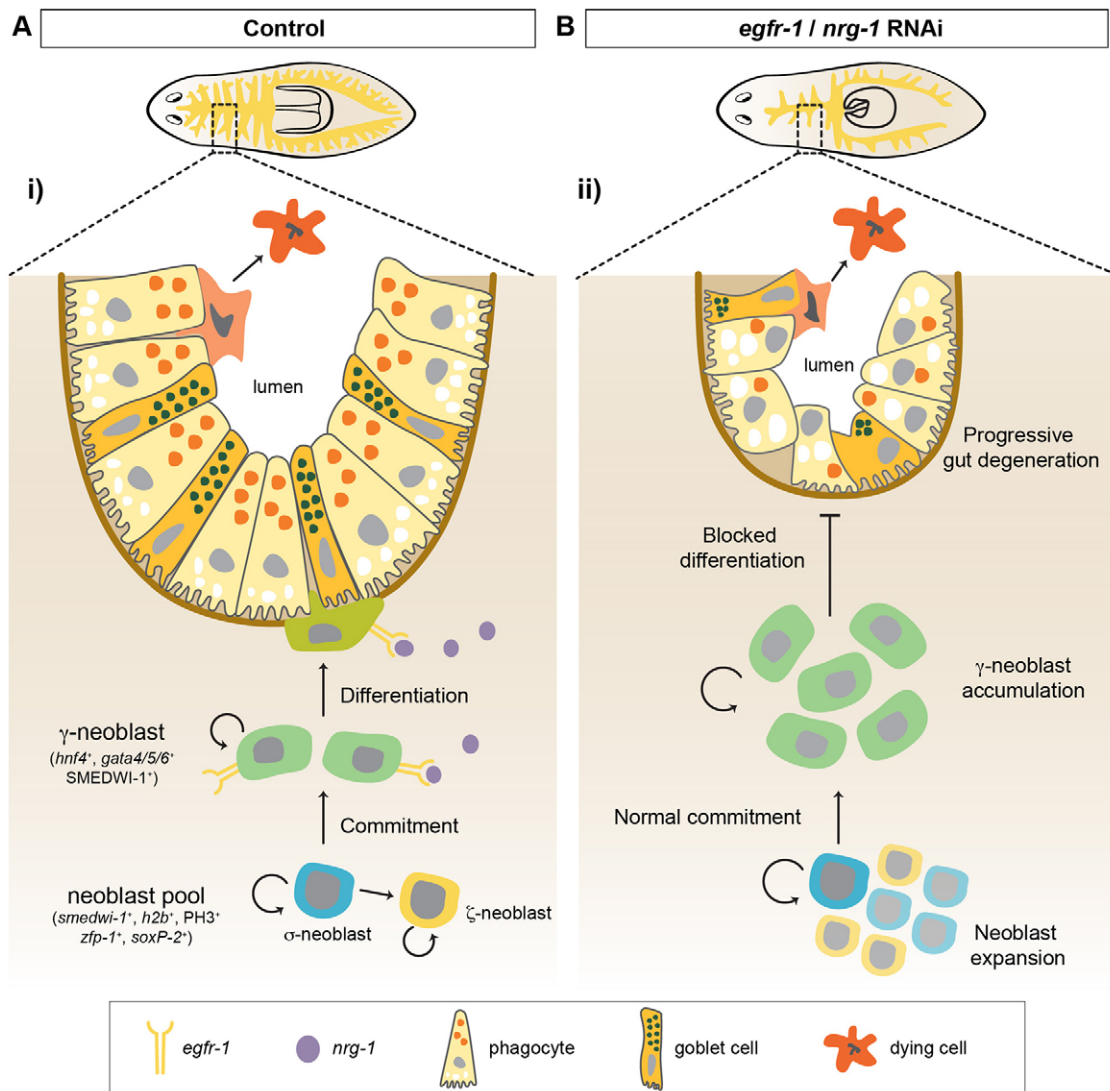 A
Control
B
egfr-1 / nrg-1 RNAi
i)
lumen
Differentiation
γ-neoblast
(hnf4⁺, gata4/5/6⁺
SMEDWI-1⁺)
Commitment
neoblast pool
(smedwi-1⁺, h2b⁺, PH3⁺
zfp-1⁺, soxP-2⁺)
σ-neoblast
ζ-neoblast
ii)
lumen
Progressive
gut degeneration
Blocked
differentiation
γ-neoblast
accumulation
Normal commitment
Neoblast
expansion
egfr-1
nrg-1
phagocyte
goblet cell
dying cell